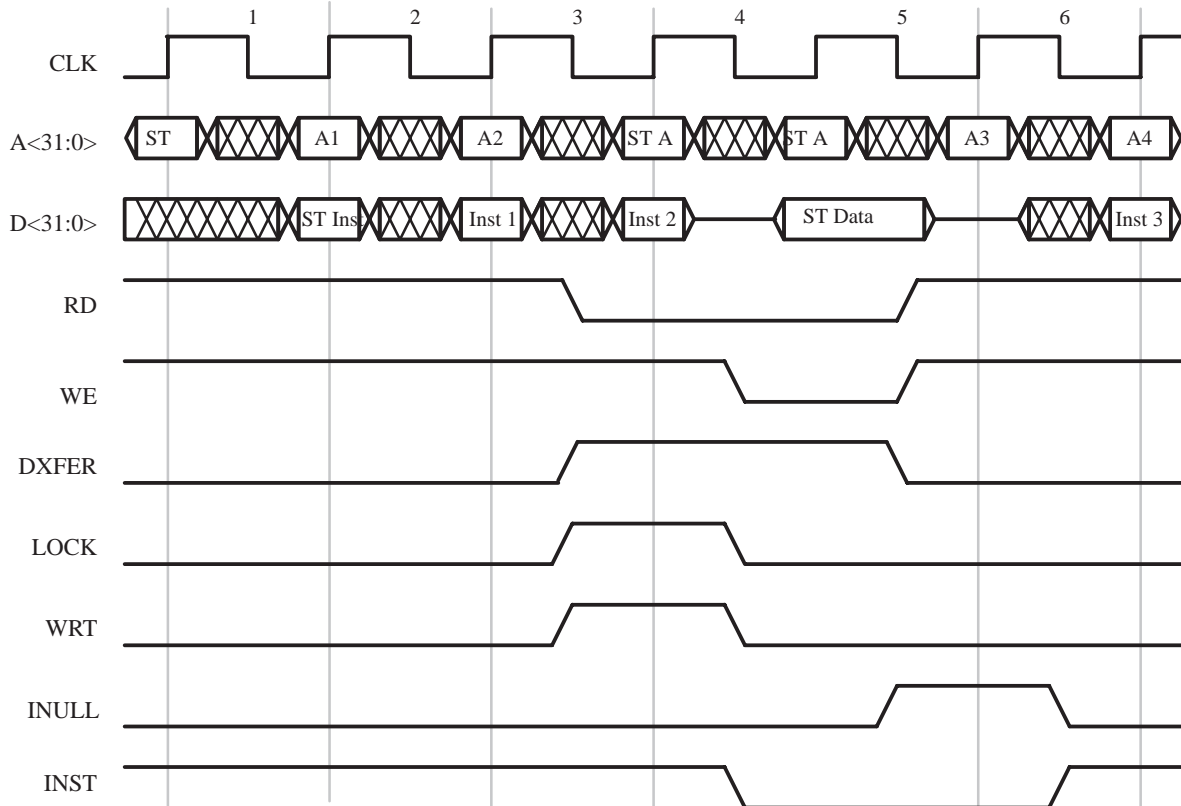 1 2 3 4 5 6
CLK
A<31:0> ST A1 A2 ST A ST A A3 A4
D<31:0> ST Inst Inst 1 Inst 2 ST Data Inst 3
RD
WE
DXFER
LOCK
WRT
INULL
INST